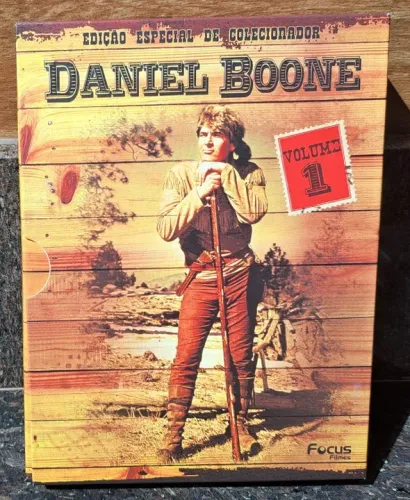 EDIÇÃO ESPECIAL DE COLECIONADOR
DANIEL BOONE
VOLUME
1
FOCUS
Filmes